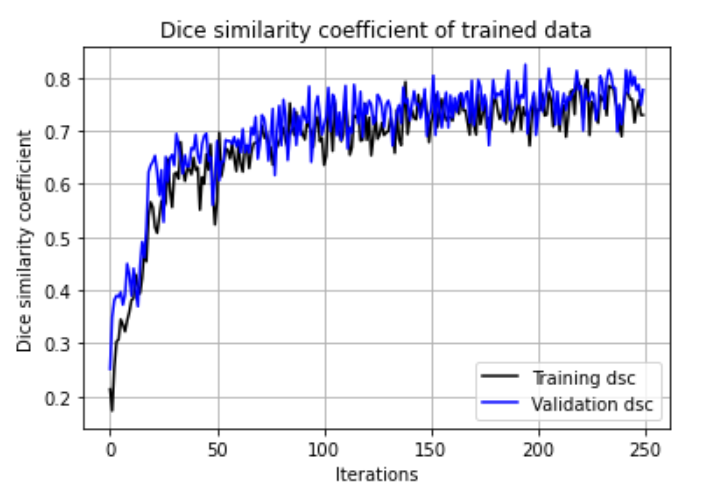 Dice similarity coefficient of trained data
Dice similarity coefficient
0.8
0.7
0.6
0.5
0.4
0.3
0.2
Training dsc
Validation dsc
0 50 100 150 200 250
Iterations